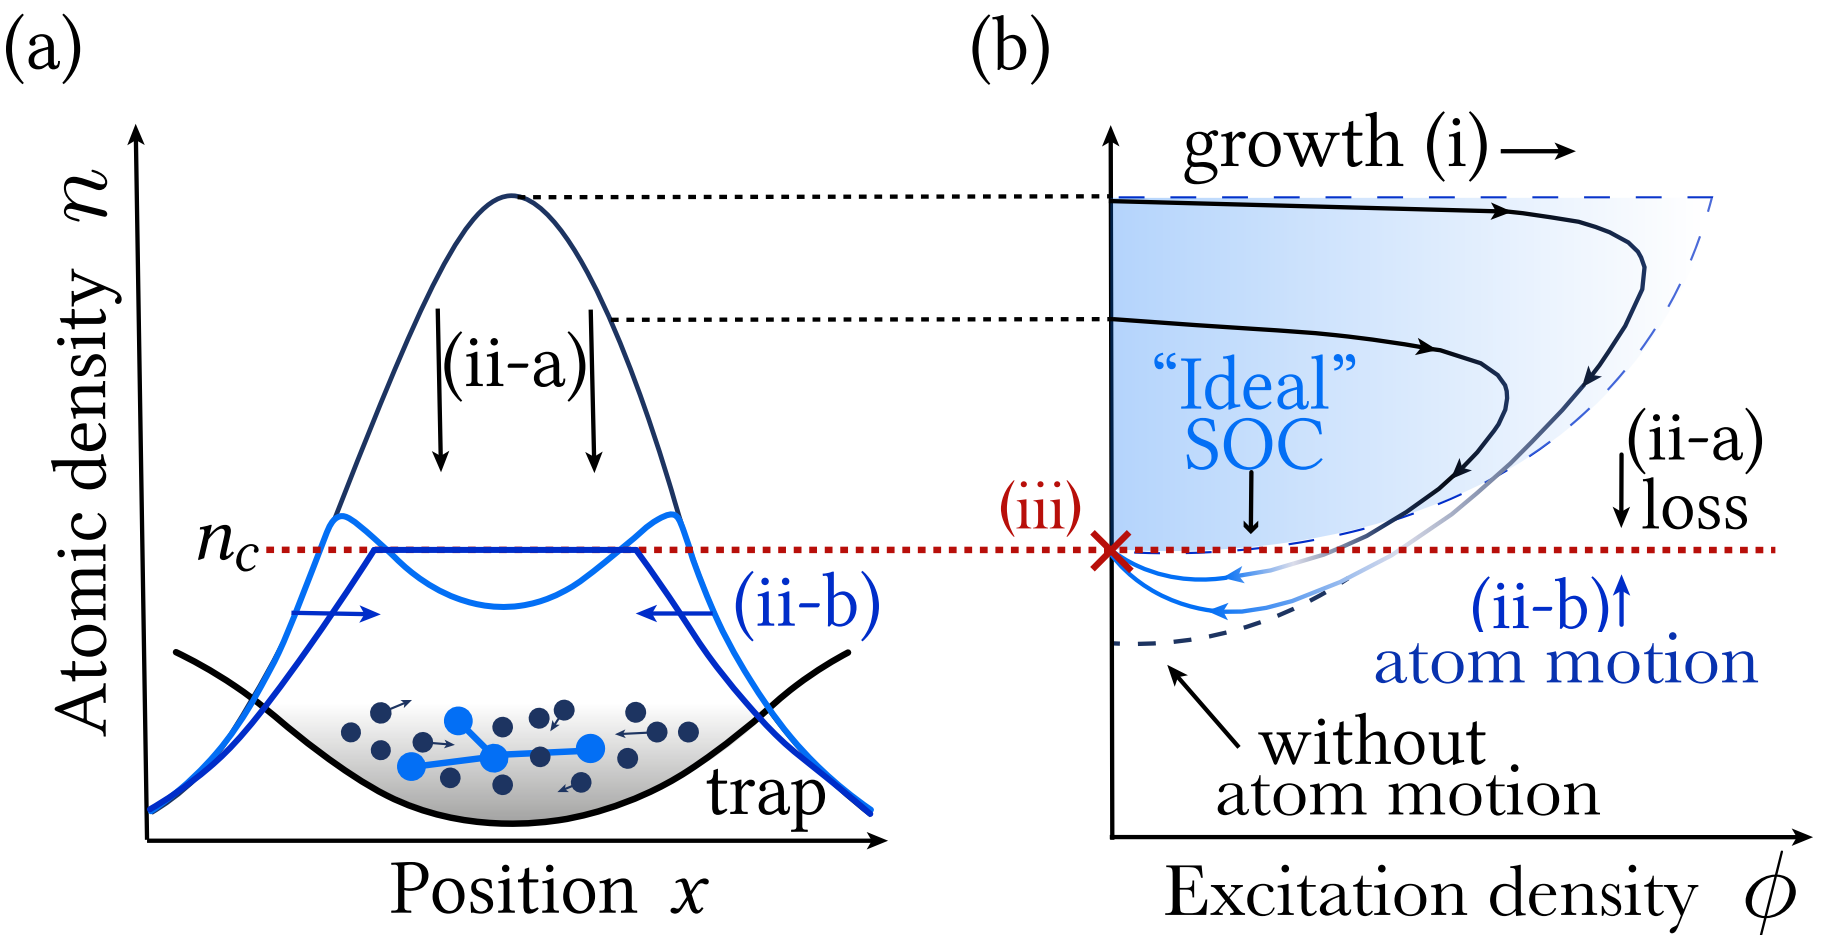 (a)
Atomic density n
(ii-a)
n_c
(ii-b)
trap
Position x
(b)
growth (i)
“Ideal”
SOC
(iii)
(ii-a)
loss
(ii-b)
atom motion
without
atom motion
Excitation density ϕ